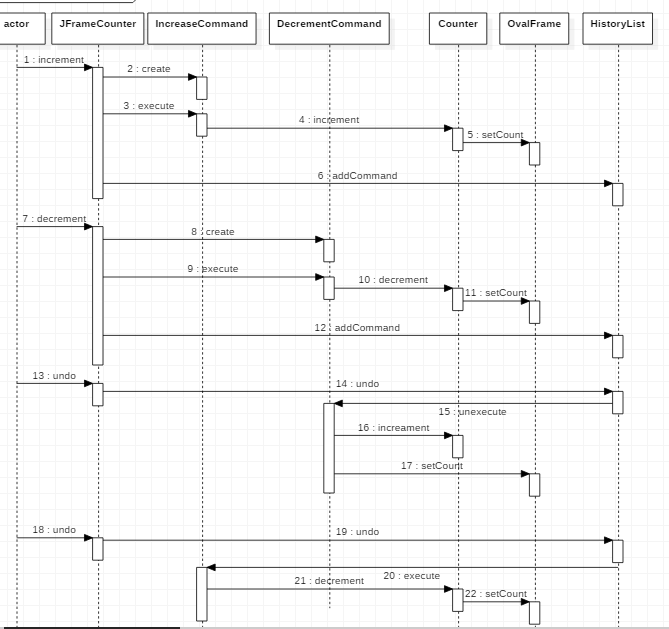 actor JFrameCounter IncreaseCommand DecrementCommand Counter OvalFrame HistoryList
1 : increment
2 : create
3 : execute
4 : increment
5 : setCount
6 : addCommand
7 : decrement
8 : create
9 : execute
10 : decrement
11 : setCount
12 : addCommand
13 : undo
14 : undo
15 : unexecute
16 : increament
17 : setCount
18 : undo
19 : undo
20 : execute
21 : decrement
22 : setCount